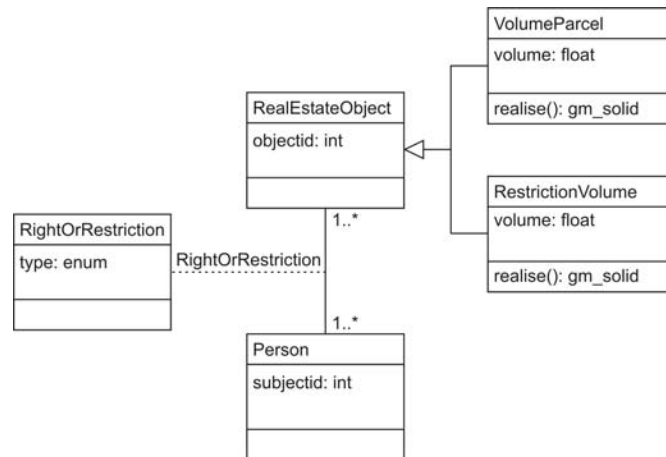 VolumeParcel
volume: float
realise(): gm_solid
RealEstateObject
objectid: int
RestrictionVolume
volume: float
realise(): gm_solid
1..*
RightOrRestriction
type: enum
RightOrRestriction
1..*
Person
subjectid: int